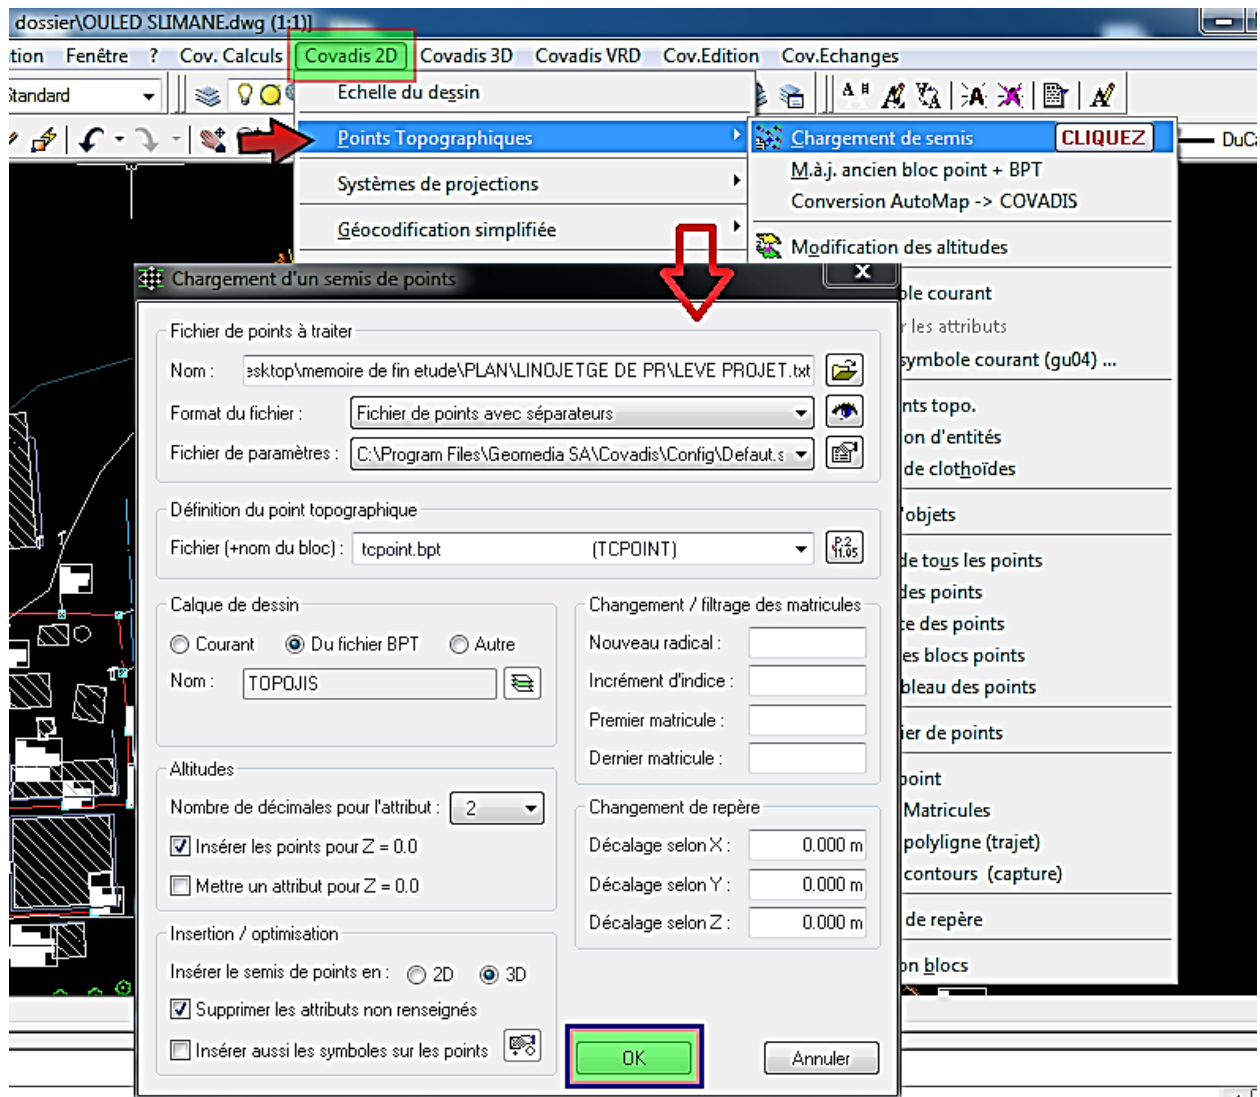 dossier\OULED SLIMANE.dwg (1:1)]
tion Fenêtre ? Cov. Calculs Covadis 2D Covadis 3D Covadis VRD Cov.Edition Cov.Echanges
Standard
Echelle du dessin
Points Topographiques
Chargement de semis CLIQUEZ
DuCa
M.à.j. ancien bloc point + BPT
Systèmes de projections
Conversion AutoMap -> COVADIS
Géocodification simplifiée
Modification des altitudes
Chargement d'un semis de points
X
ble courant
Fichier de points à traiter
r les attributs
Nom : esktop\memoire de fin etude\PLAN\LINOJETGE DE PR\LEVE PROJET.txt
symbole courant (gu04) ...
Format du fichier : Fichier de points avec séparateurs
nts topo.
on d'entités
Fichier de paramètres : C:\Program Files\Geomedia SA\Covadis\Config\Defaut.s
de clothoïdes
Définition du point topographique
'objets
Fichier (+nom du bloc) : tcpoint.bpt (TCPOINT)
P.2
11.05
de tous les points
des points
Calque de dessin
Courant Du fichier BPT Autre
Nom : TOPOJIS
Changement / filtrage des matricules
Nouveau radical :
Incrément d'indice :
Premier matricule :
Dernier matricule :
te des points
es blocs points
bleau des points
ier de points
point
Matricules
polyligne (trajet)
contours (capture)
de repère
on blocs
Altitudes
Nombre de décimales pour l'attribut : 2
Insérer les points pour Z = 0.0
Mettre un attribut pour Z = 0.0
Changement de repère
Décalage selon X : 0.000 m
Décalage selon Y : 0.000 m
Décalage selon Z : 0.000 m
Insertion / optimisation
Insérer le semis de points en : 2D 3D
Supprimer les attributs non renseignés
Insérer aussi les symboles sur les points
OK
Annuler